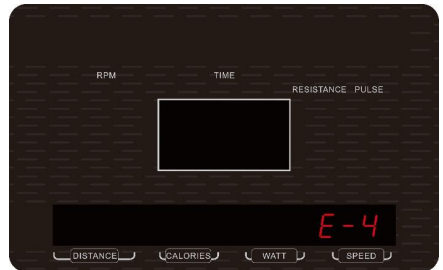 RPM TIME
RESISTANCE PULSE
E-4
DISTANCE CALORIES WATT SPEED